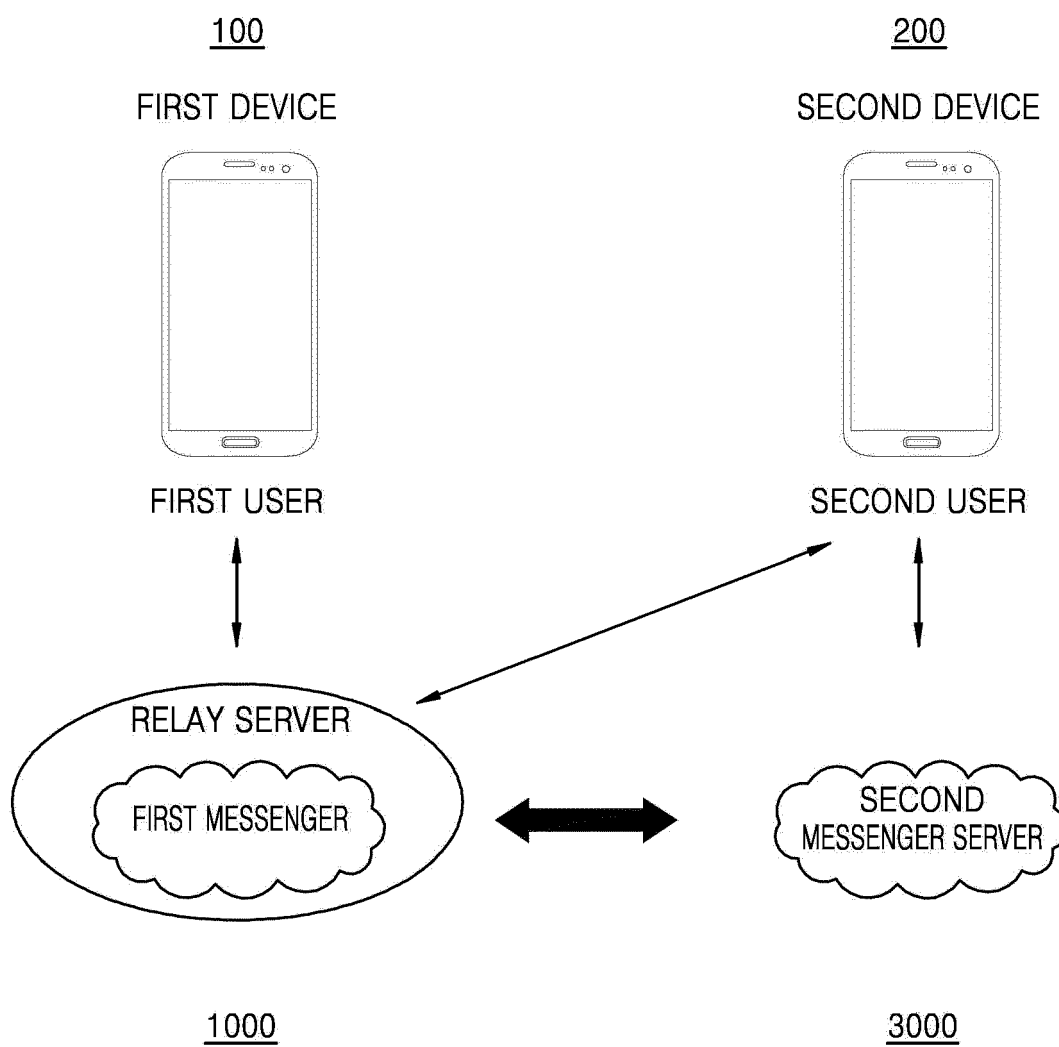 100
200
FIRST DEVICE
SECOND DEVICE
FIRST USER
SECOND USER
RELAY SERVER
FIRST MESSENGER
SECOND
MESSENGER SERVER
1000
3000